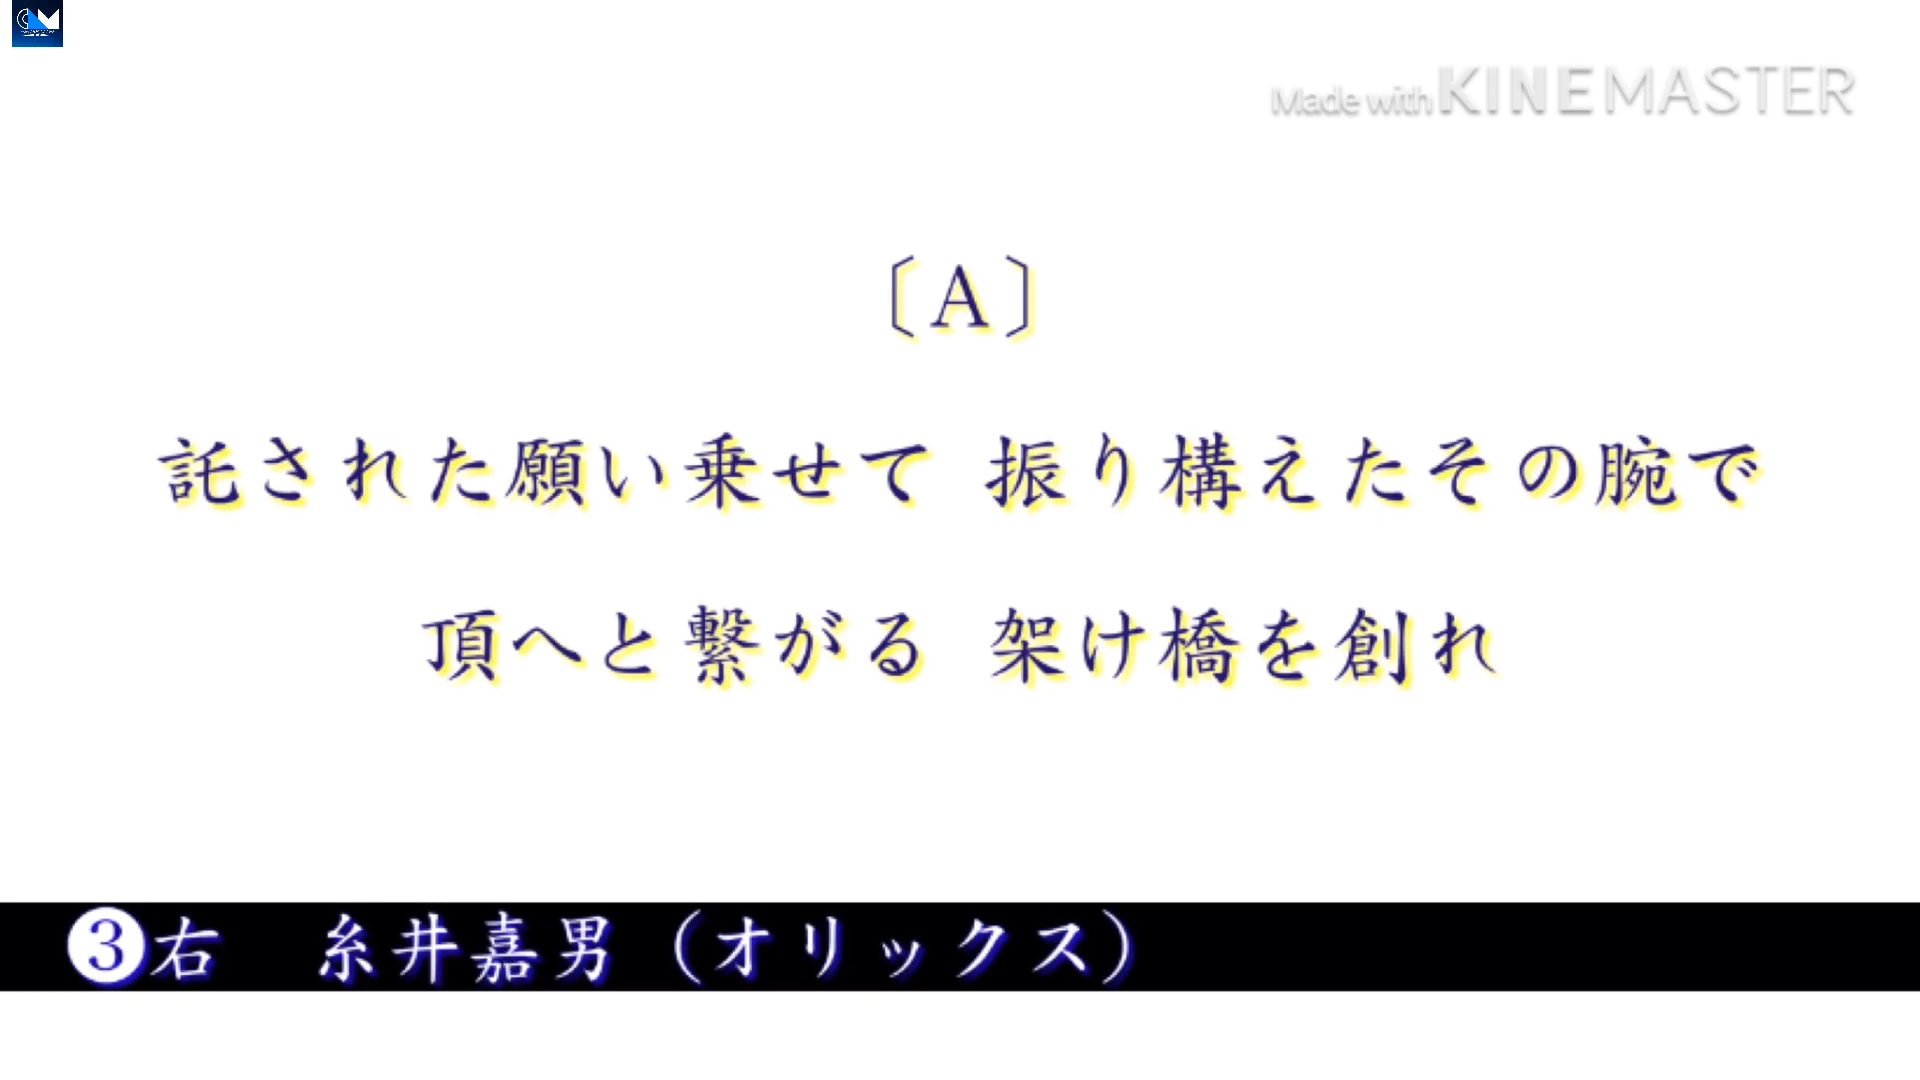 Made with KINEMASTER
〔A〕
託された願い乗せて 振り構えたその腕で
頂へと繋がる 架け橋を創れ
❸右 糸井嘉男（オリックス）